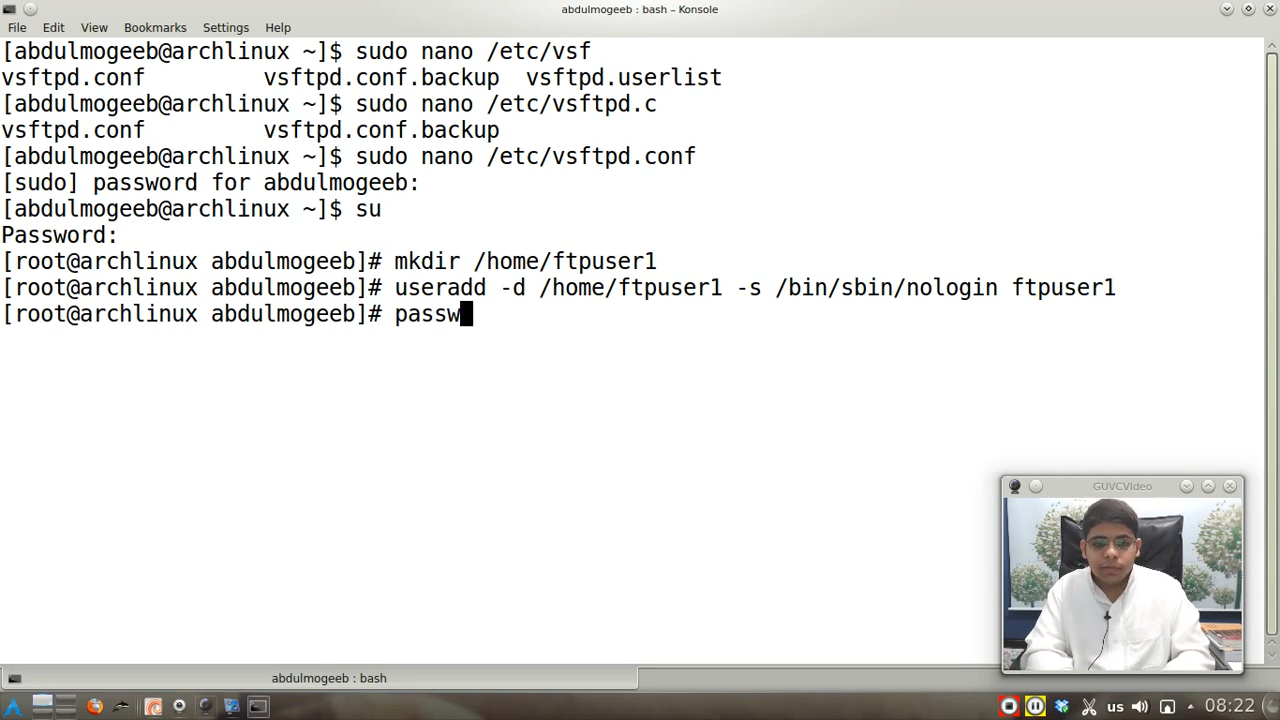 abdulmogeeb : bash – Konsole
File Edit View Bookmarks Settings Help
[abdulmogeeb@archlinux ~]$ sudo nano /etc/vsf
vsftpd.conf vsftpd.conf.backup vsftpd.userlist
[abdulmogeeb@archlinux ~]$ sudo nano /etc/vsftpd.c
vsftpd.conf vsftpd.conf.backup
[abdulmogeeb@archlinux ~]$ sudo nano /etc/vsftpd.conf
[sudo] password for abdulmogeeb:
[abdulmogeeb@archlinux ~]$ su
Password:
[root@archlinux abdulmogeeb]# mkdir /home/ftpuser1
[root@archlinux abdulmogeeb]# useradd -d /home/ftpuser1 -s /bin/sbin/nologin ftpuser1
[root@archlinux abdulmogeeb]# passw
GUVCVideo
abdulmogeeb : bash
us 08:22